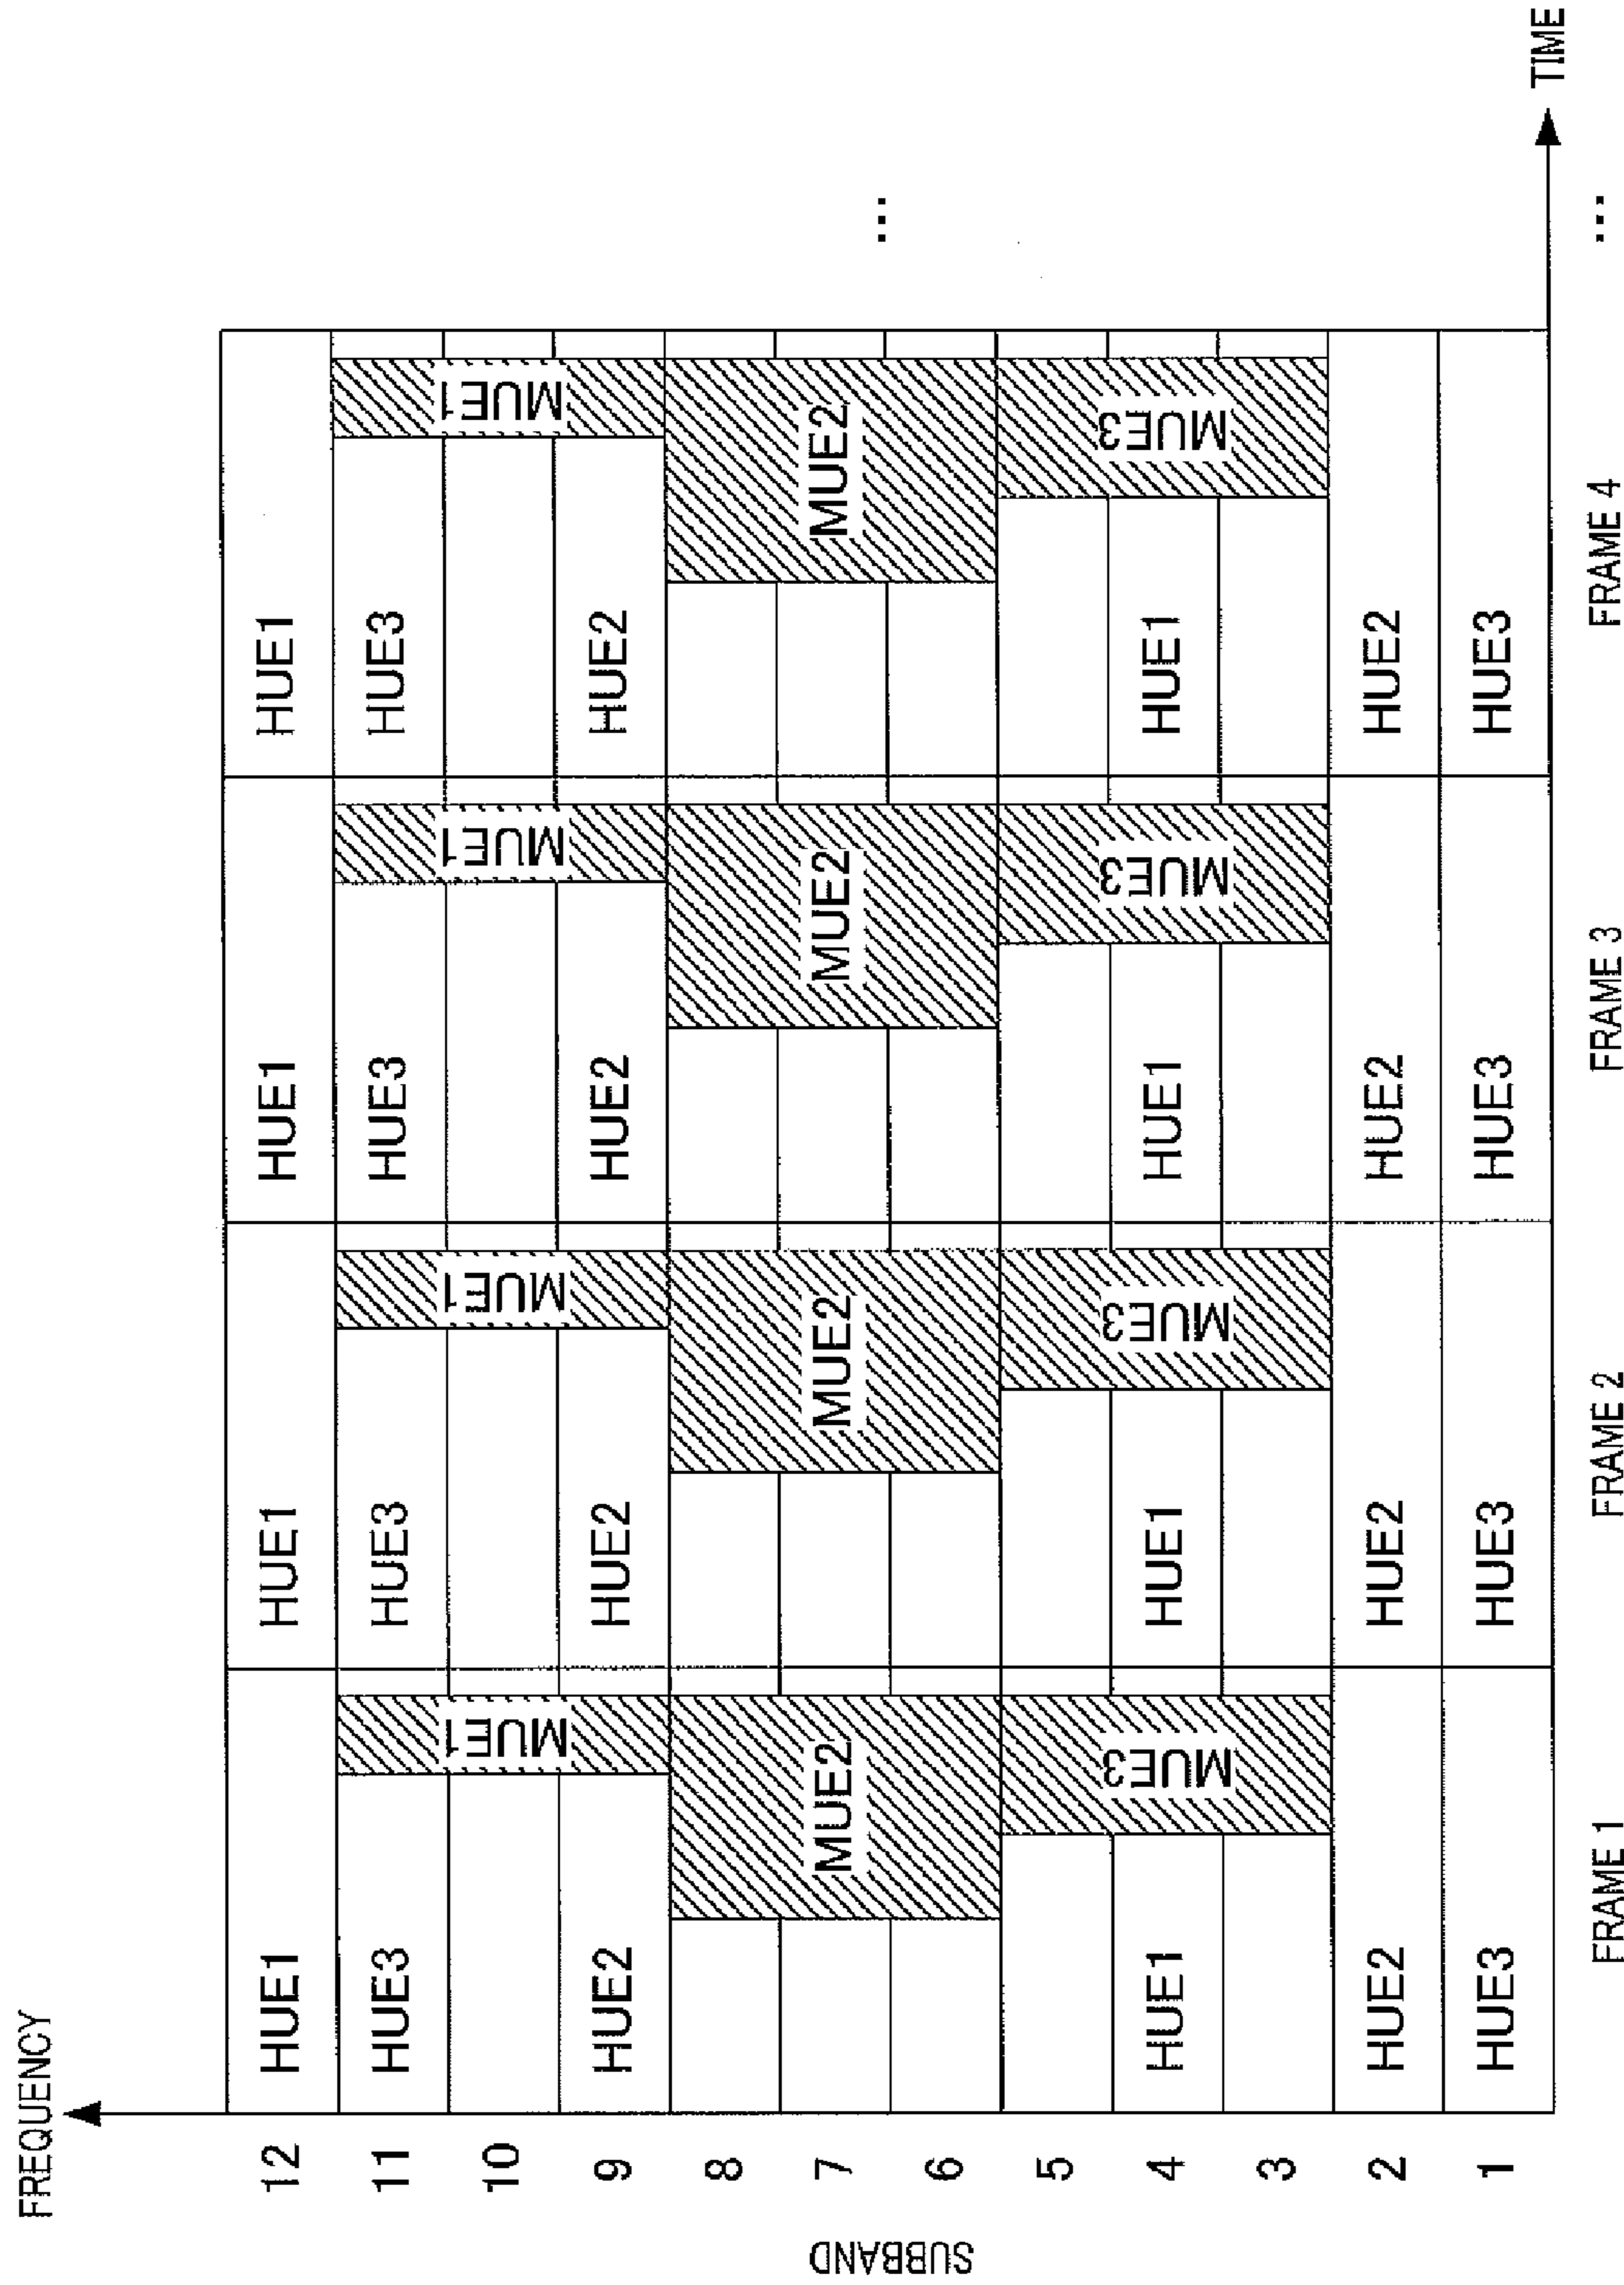 FREQUENCY
SUBBAND
12 HUE1 HUE1 HUE1 HUE1
11 HUE3 HUE3 HUE3 HUE3
10 MUE1 MUE1 MUE1 MUE1
9 HUE2 HUE2 HUE2 HUE2
8
7 MUE2 MUE2 MUE2 MUE2 ...
6
5
4 HUE1 MUE3 HUE1 MUE3 HUE1 MUE3 HUE1 MUE3
3
2 HUE2 HUE2 HUE2 HUE2
1 HUE3 HUE3 HUE3 HUE3
TIME
FRAME 1 FRAME 2 FRAME 3 FRAME 4 ...